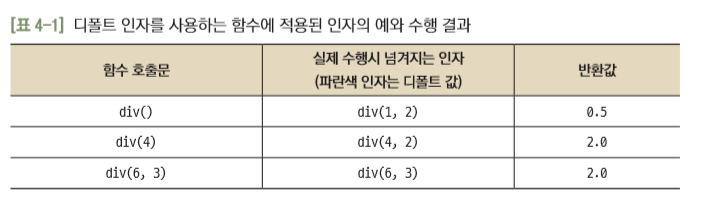 [표 4-1] 디폴트 인자를 사용하는 함수에 적용된 인자의 예와 수행 결과
함수 호출문 실제 수행시 넘겨지는 인자 (파란색 인자는 디폴트 값) 반환값
div() div(1, 2) 0.5
div(4) div(4, 2) 2.0
div(6, 3) div(6, 3) 2.0